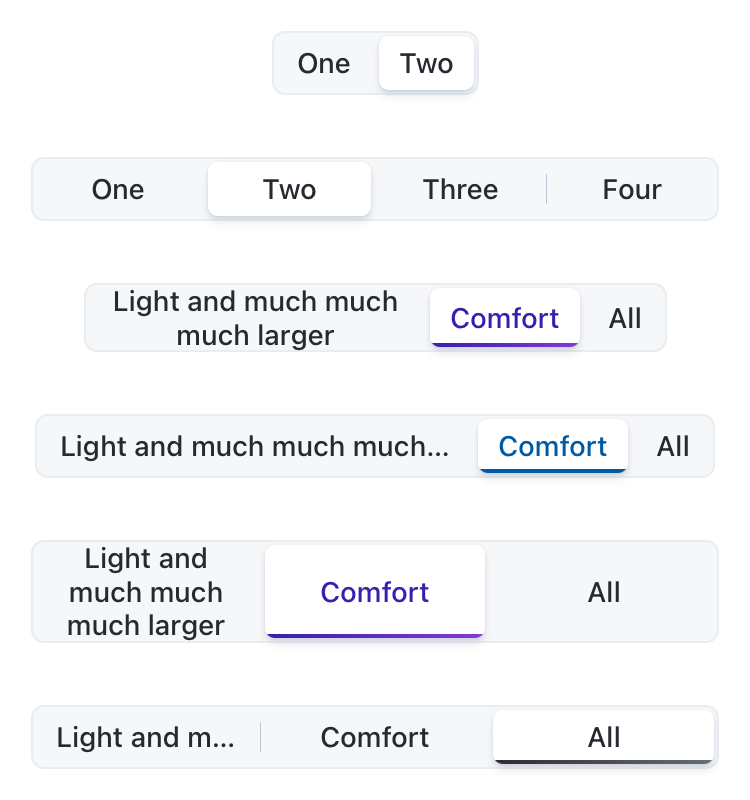 One Two
One Two Three Four
Light and much much
much larger
Comfort
All
Light and much much much... Comfort All
Light and
much much
much larger
Comfort
All
Light and m... Comfort All